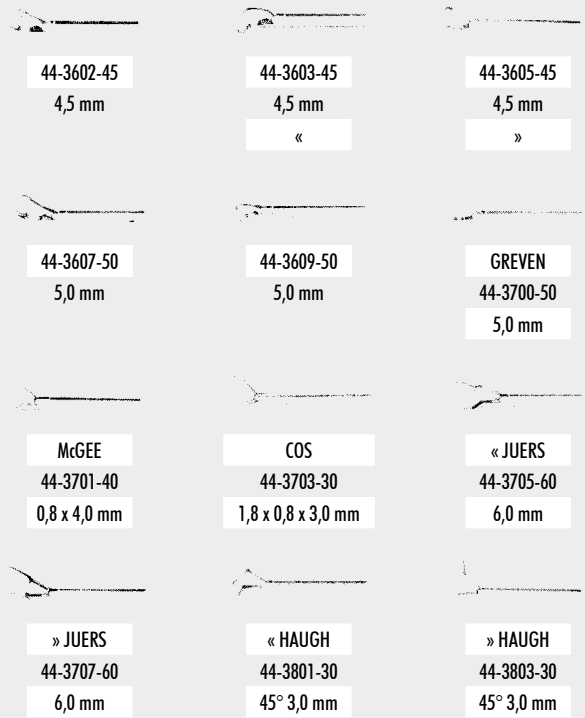 44-3602-45
4,5 mm
44-3603-45
4,5 mm
«
44-3605-45
4,5 mm
»
44-3607-50
5,0 mm
44-3609-50
5,0 mm
GREVEN
44-3700-50
5,0 mm
McGEE
44-3701-40
0,8 x 4,0 mm
COS
44-3703-30
1,8 x 0,8 x 3,0 mm
« JUERS
44-3705-60
6,0 mm
» JUERS
44-3707-60
6,0 mm
« HAUGH
44-3801-30
45° 3,0 mm
» HAUGH
44-3803-30
45° 3,0 mm